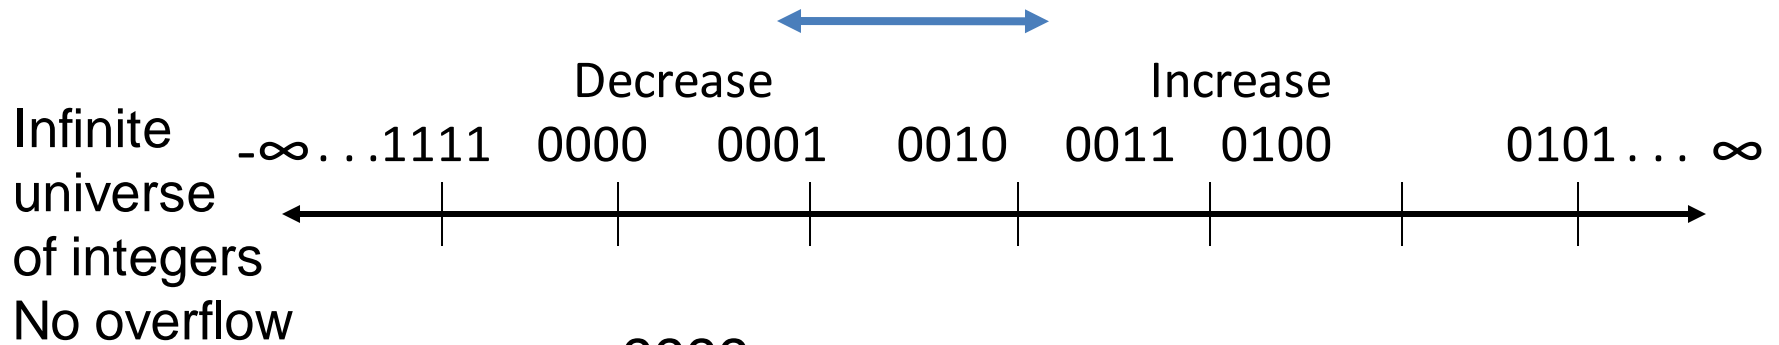 Decrease Increase
Infinite
-∞ . . .1111 0000 0001 0010 0011 0100 0101 . . . ∞
universe
of integers
No overflow